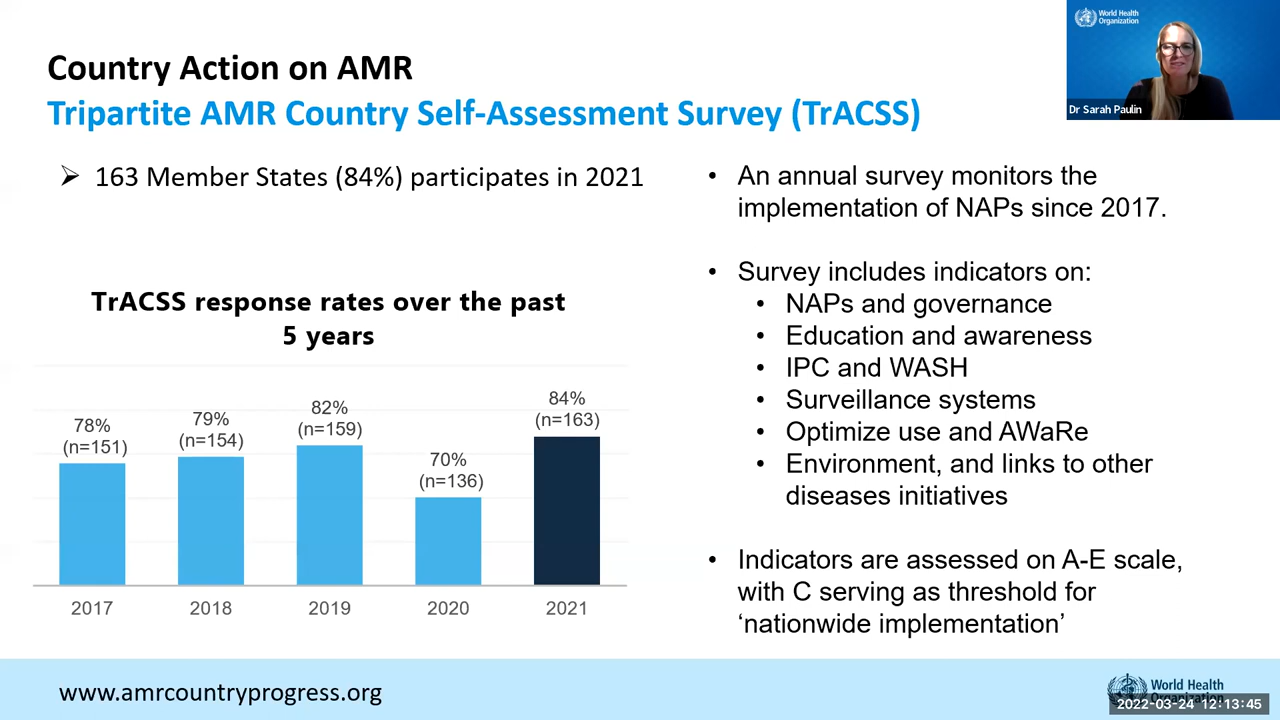 World Health
Organization
Dr Sarah Paulin
Country Action on AMR
Tripartite AMR Country Self-Assessment Survey (TrACSS)
➢ 163 Member States (84%) participates in 2021
TrACSS response rates over the past
5 years
78%
(n=151)
79%
(n=154)
82%
(n=159)
70%
(n=136)
84%
(n=163)
2017
2018
2019
2020
2021
• An annual survey monitors the
implementation of NAPs since 2017.
• Survey includes indicators on:
• NAPs and governance
• Education and awareness
• IPC and WASH
• Surveillance systems
• Optimize use and AWaRe
• Environment, and links to other
diseases initiatives
• Indicators are assessed on A-E scale,
with C serving as threshold for
‘nationwide implementation’
www.amrcountryprogress.org
World Health
Organization
2022-03-24 12:13:45